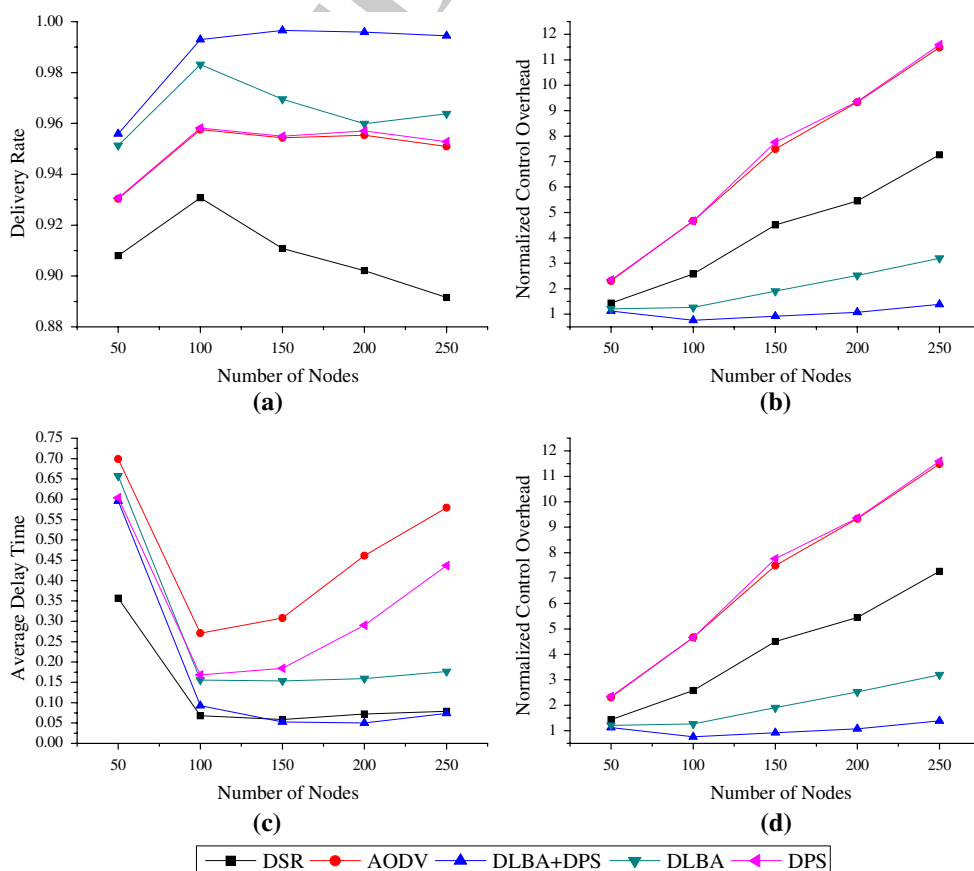 1.00
0.98
0.96
0.94
0.92
0.90
0.88
Delivery Rate
50 100 150 200 250
Number of Nodes
(a)
12
11
10
9
8
7
6
5
4
3
2
1
Normalized Control Overhead
50 100 150 200 250
Number of Nodes
(b)
0.75
0.70
0.65
0.60
0.55
0.50
0.45
0.40
0.35
0.30
0.25
0.20
0.15
0.10
0.05
0.00
Average Delay Time
50 100 150 200 250
Number of Nodes
(c)
12
11
10
9
8
7
6
5
4
3
2
1
Normalized Control Overhead
50 100 150 200 250
Number of Nodes
(d)
DSR AODV DLBA+DPS DLBA DPS